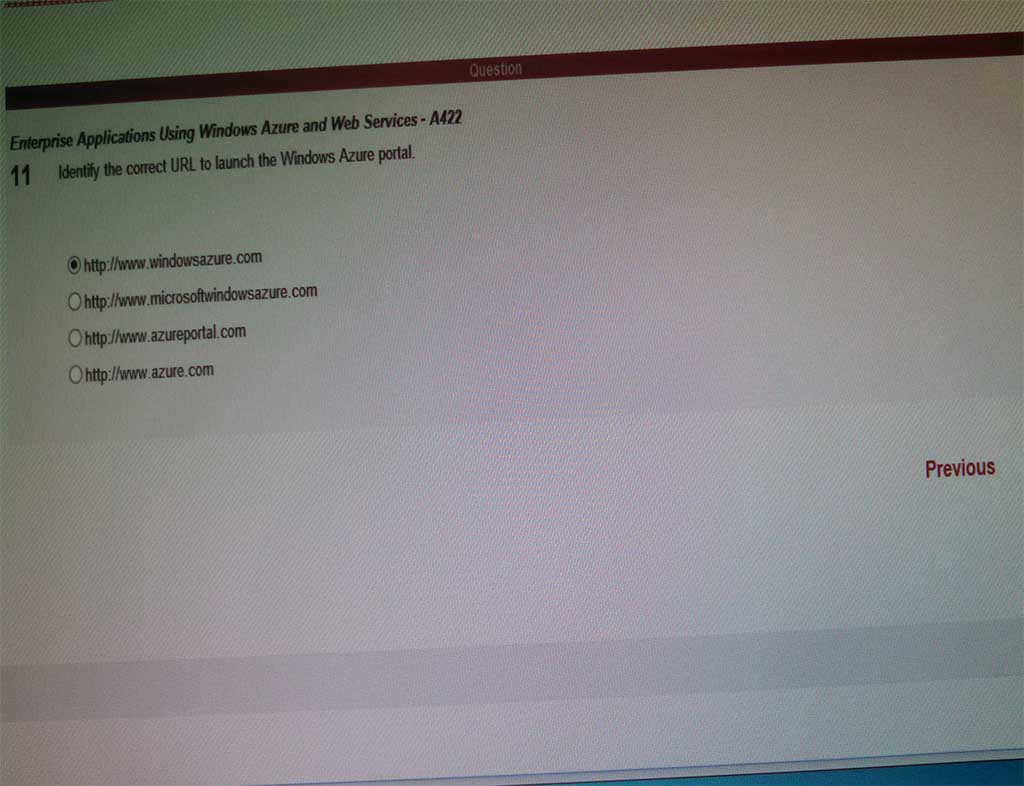 Question
Enterprise Applications Using Windows Azure and Web Services - A422
11 Identify the correct URL to launch the Windows Azure portal.
http://www.windowsazure.com
http://www.microsoftwindowsazure.com
http://www.azureportal.com
http://www.azure.com
Previous